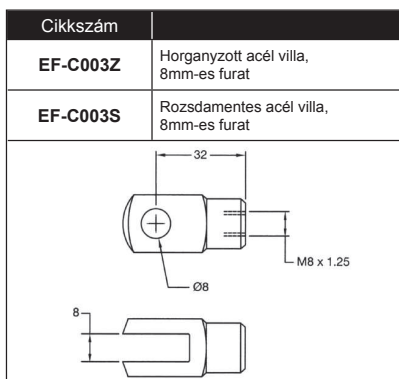 Cikkszám
EF-C003Z
Horganyzott acél villa,
8mm-es furat
EF-C003S
Rozsdamentes acél villa,
8mm-es furat
32
M8 x 1.25
Ø8
8